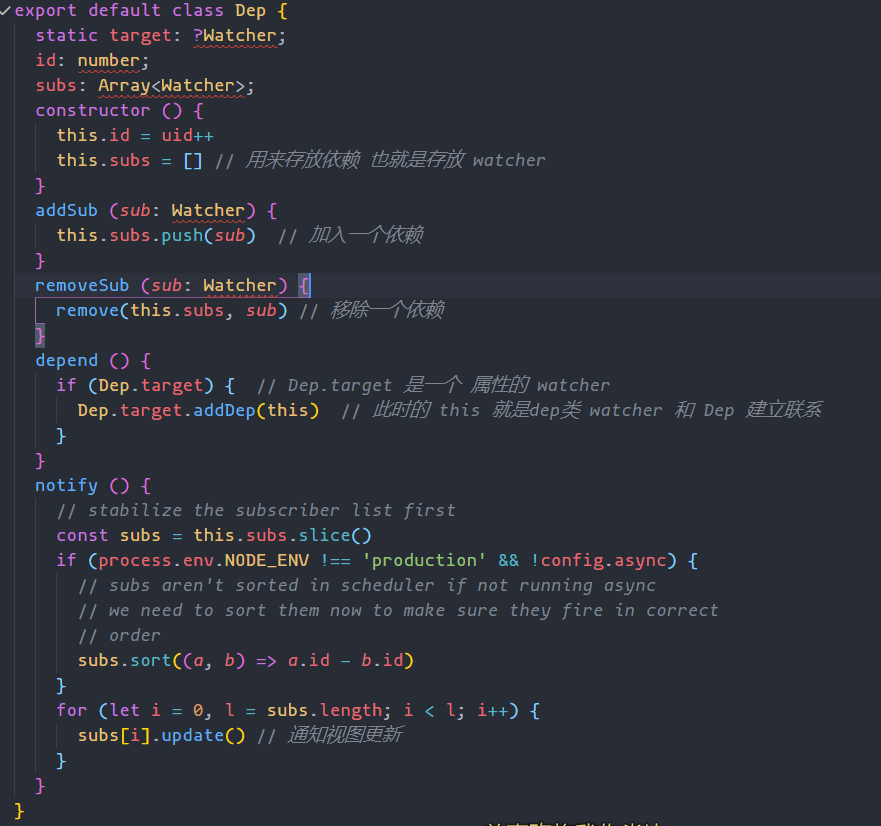 export default class Dep {
  static target: ?Watcher;
  id: number;
  subs: Array<Watcher>;
  constructor () {
    this.id = uid++
    this.subs = [] // 用来存放依赖 也就是存放 watcher
  }
  addSub (sub: Watcher) {
    this.subs.push(sub)  // 加入一个依赖
  }
  removeSub (sub: Watcher) {
    remove(this.subs, sub) // 移除一个依赖
  }
  depend () {
    if (Dep.target) {  // Dep.target 是一个 属性的 watcher
      Dep.target.addDep(this)  // 此时的 this 就是dep类 watcher 和 Dep 建立联系
    }
  }
  notify () {
    // stabilize the subscriber list first
    const subs = this.subs.slice()
    if (process.env.NODE_ENV !== 'production' && !config.async) {
      // subs aren't sorted in scheduler if not running async
      // we need to sort them now to make sure they fire in correct
      // order
      subs.sort((a, b) => a.id - b.id)
    }
    for (let i = 0, l = subs.length; i < l; i++) {
      subs[i].update() // 通知视图更新
    }
  }
}